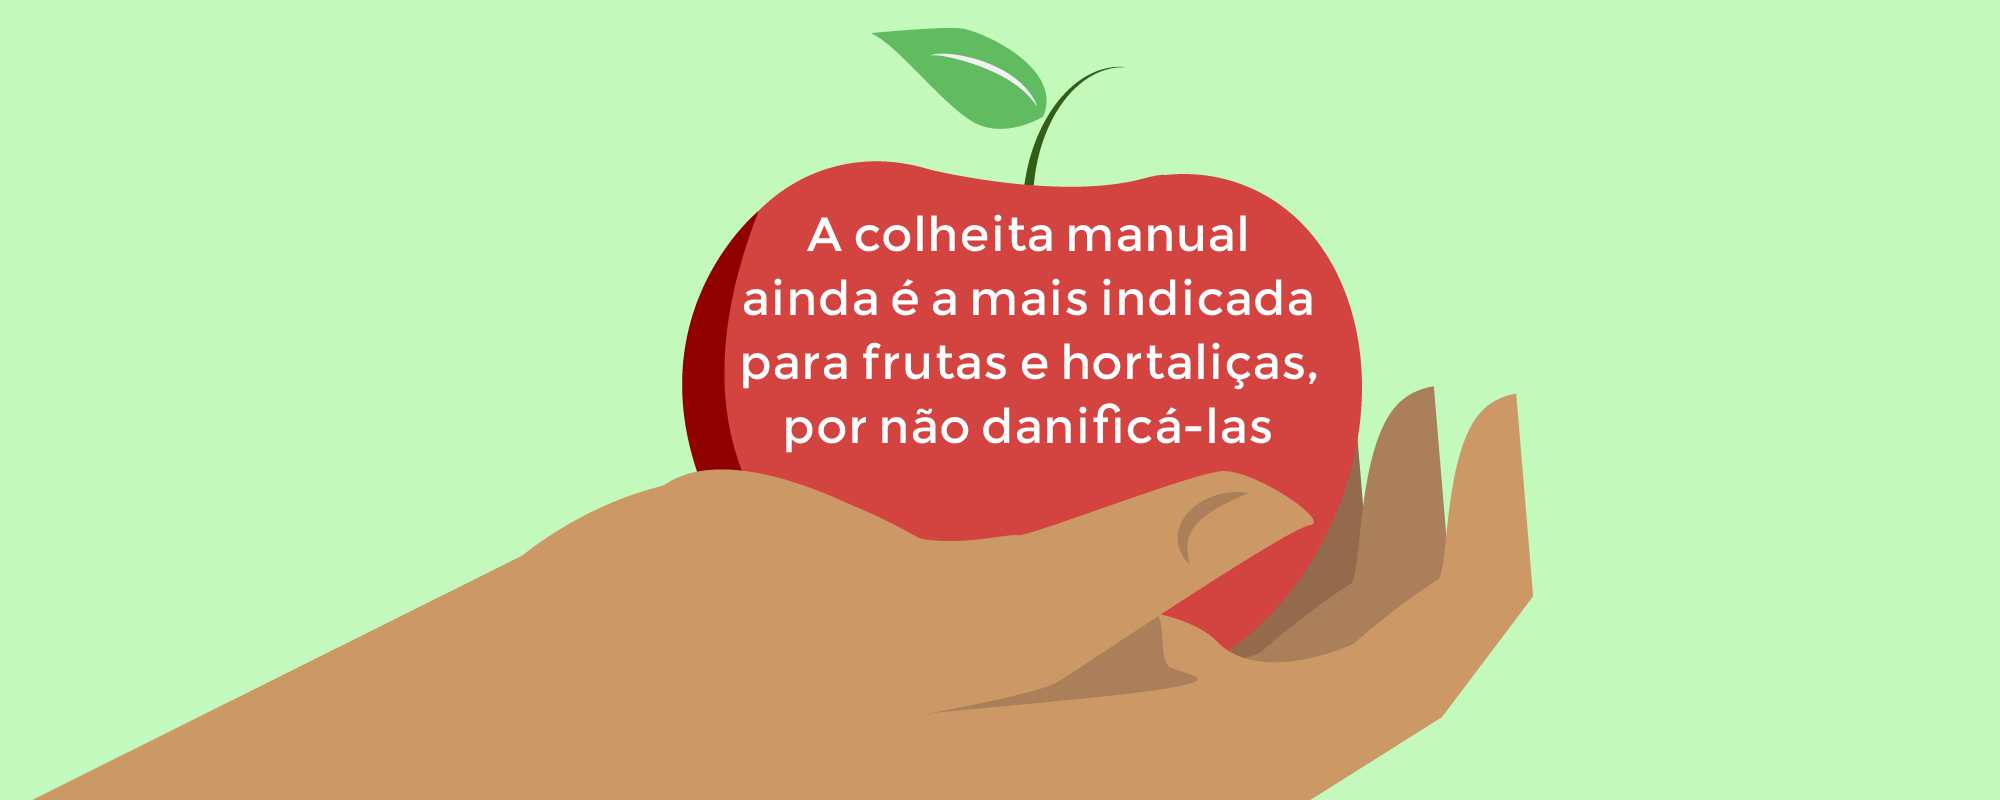 A colheita manual
ainda é a mais indicada
para frutas e hortaliças,
por não danificá-las